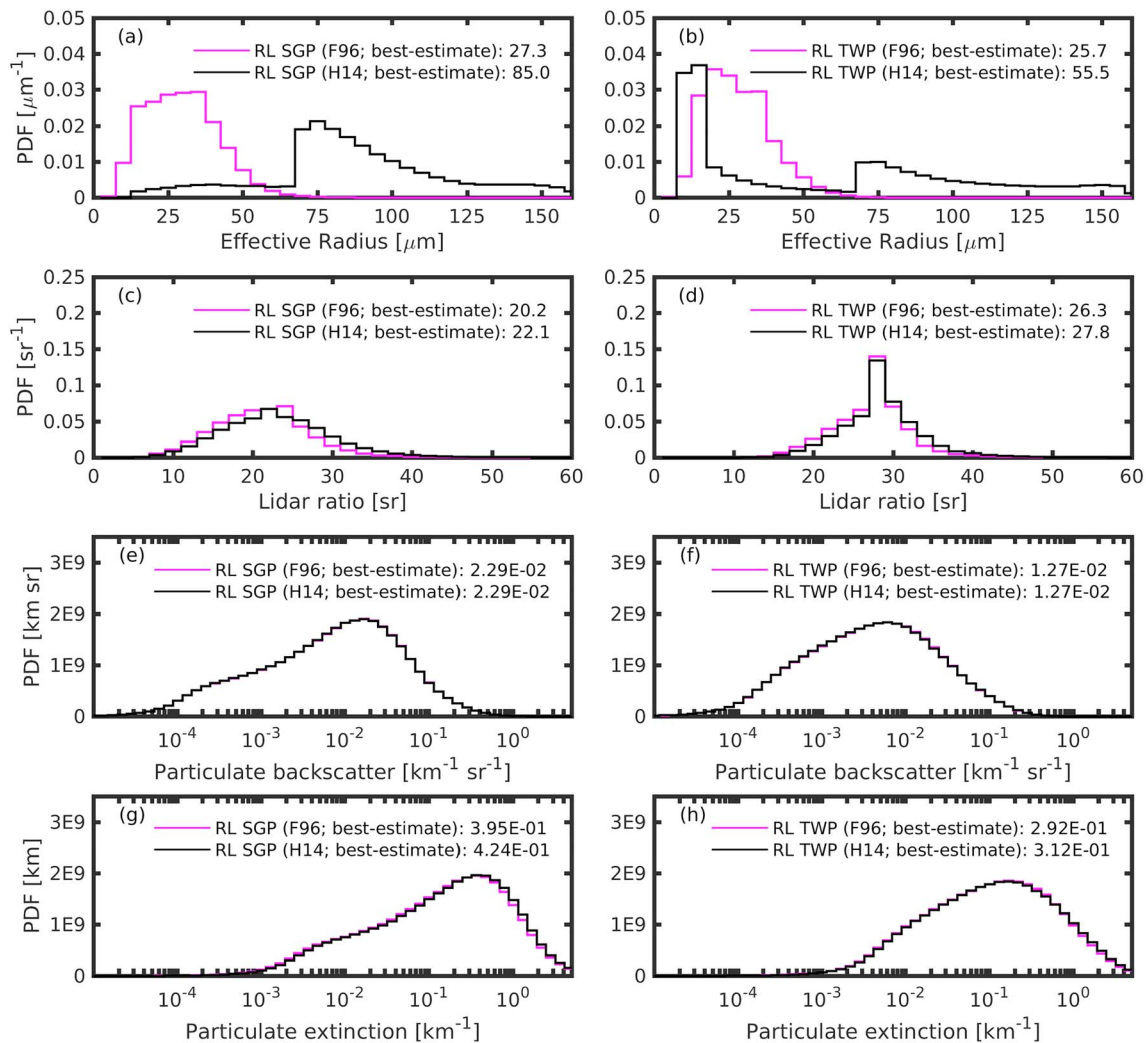 (a)
RL SGP (F96; best-estimate): 27.3
RL SGP (H14; best-estimate): 85.0
PDF [μm⁻¹]
0.05
0.04
0.03
0.02
0.01
0
0 25 50 75 100 125 150
Effective Radius [μm]
(b)
RL TWP (F96; best-estimate): 25.7
RL TWP (H14; best-estimate): 55.5
0.05
0.04
0.03
0.02
0.01
0
0 25 50 75 100 125 150
Effective Radius [μm]
(c)
RL SGP (F96; best-estimate): 20.2
RL SGP (H14; best-estimate): 22.1
PDF [sr⁻¹]
0.25
0.2
0.15
0.1
0.05
0
0 10 20 30 40 50 60
Lidar ratio [sr]
(d)
RL TWP (F96; best-estimate): 26.3
RL TWP (H14; best-estimate): 27.8
0.25
0.2
0.15
0.1
0.05
0
0 10 20 30 40 50 60
Lidar ratio [sr]
(e)
RL SGP (F96; best-estimate): 2.29E-02
RL SGP (H14; best-estimate): 2.29E-02
PDF [km sr]
3E9
2E9
1E9
0
10⁻⁴ 10⁻³ 10⁻² 10⁻¹ 10⁰
Particulate backscatter [km⁻¹ sr⁻¹]
(f)
RL TWP (F96; best-estimate): 1.27E-02
RL TWP (H14; best-estimate): 1.27E-02
3E9
2E9
1E9
0
10⁻⁴ 10⁻³ 10⁻² 10⁻¹ 10⁰
Particulate backscatter [km⁻¹ sr⁻¹]
(g)
RL SGP (F96; best-estimate): 3.95E-01
RL SGP (H14; best-estimate): 4.24E-01
PDF [km]
3E9
2E9
1E9
0
10⁻⁴ 10⁻³ 10⁻² 10⁻¹ 10⁰
Particulate extinction [km⁻¹]
(h)
RL TWP (F96; best-estimate): 2.92E-01
RL TWP (H14; best-estimate): 3.12E-01
3E9
2E9
1E9
0
10⁻⁴ 10⁻³ 10⁻² 10⁻¹ 10⁰
Particulate extinction [km⁻¹]